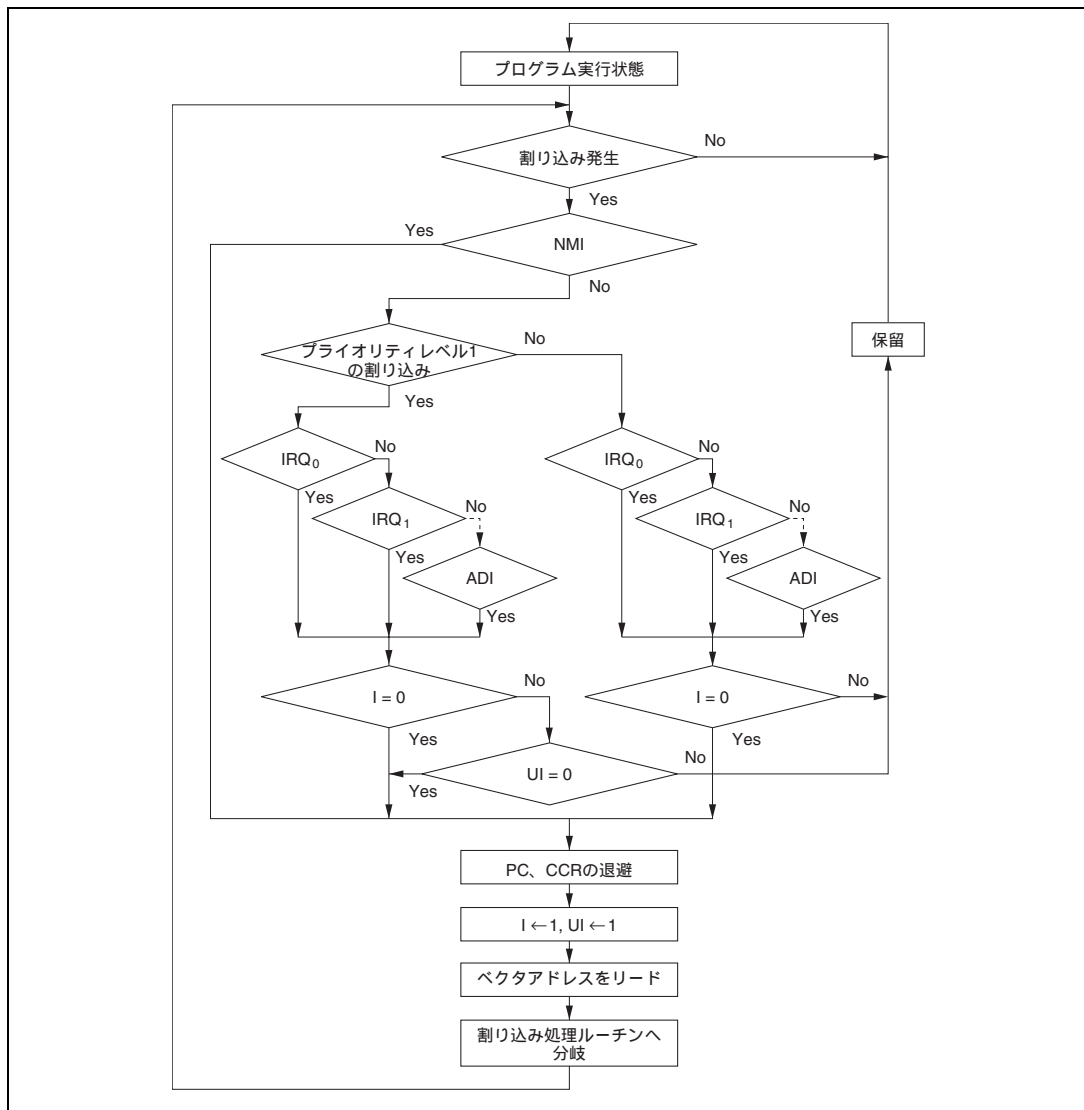 プログラム実行状態
割り込み発生
No
Yes
NMI
Yes
No
プライオリティレベル1
の割り込み
No
Yes
保留
IRQ0
No
Yes
IRQ1
No
Yes
ADI
Yes
IRQ0
No
Yes
IRQ1
No
Yes
ADI
Yes
I = 0
No
Yes
I = 0
No
Yes
UI = 0
No
Yes
PC、CCRの退避
I ← 1, UI ← 1
ベクタアドレスをリード
割り込み処理ルーチンへ
分岐